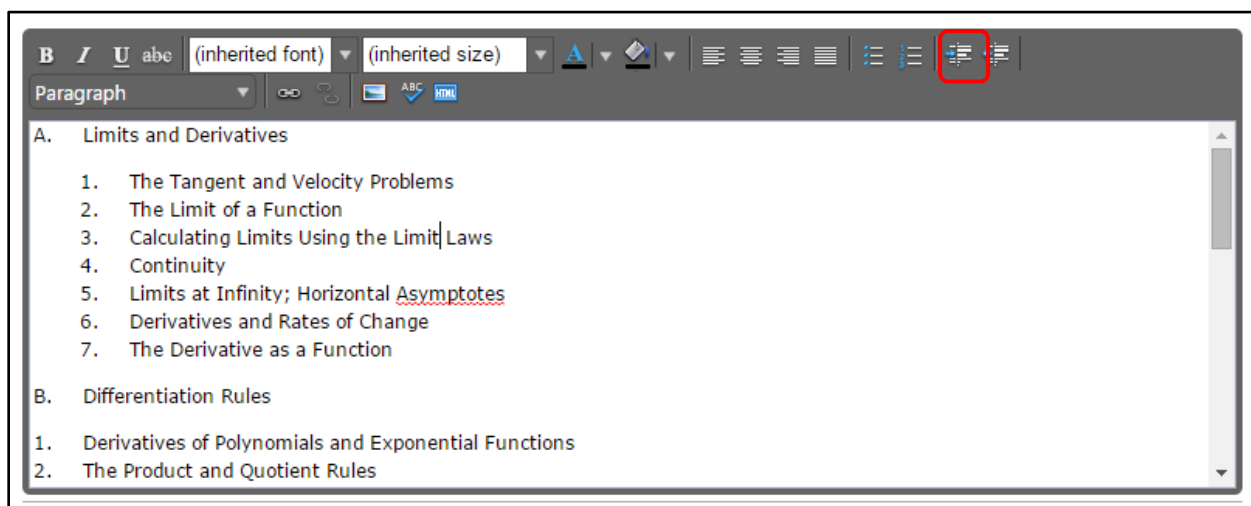 B I U abc (inherited font) (inherited size) A
Paragraph ABC HTML
A. Limits and Derivatives
1. The Tangent and Velocity Problems
2. The Limit of a Function
3. Calculating Limits Using the Limit Laws
4. Continuity
5. Limits at Infinity; Horizontal Asymptotes
6. Derivatives and Rates of Change
7. The Derivative as a Function
B. Differentiation Rules
1. Derivatives of Polynomials and Exponential Functions
2. The Product and Quotient Rules